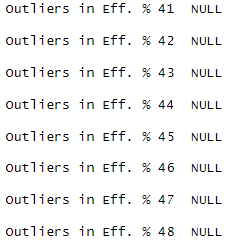 Outliers in Eff. % 41  NULL
Outliers in Eff. % 42  NULL
Outliers in Eff. % 43  NULL
Outliers in Eff. % 44  NULL
Outliers in Eff. % 45  NULL
Outliers in Eff. % 46  NULL
Outliers in Eff. % 47  NULL
Outliers in Eff. % 48  NULL